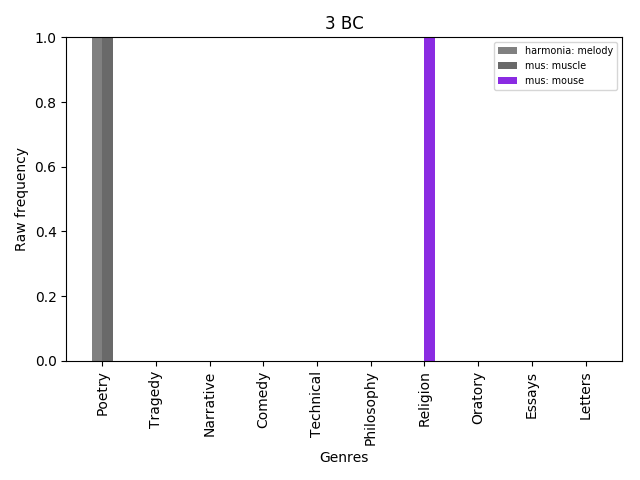 3 BC
1.0
0.8
0.6
0.4
0.2
0.0
Raw frequency
harmonia: melody
mus: muscle
mus: mouse
Poetry
Tragedy
Narrative
Comedy
Technical
Philosophy
Religion
Oratory
Essays
Letters
Genres